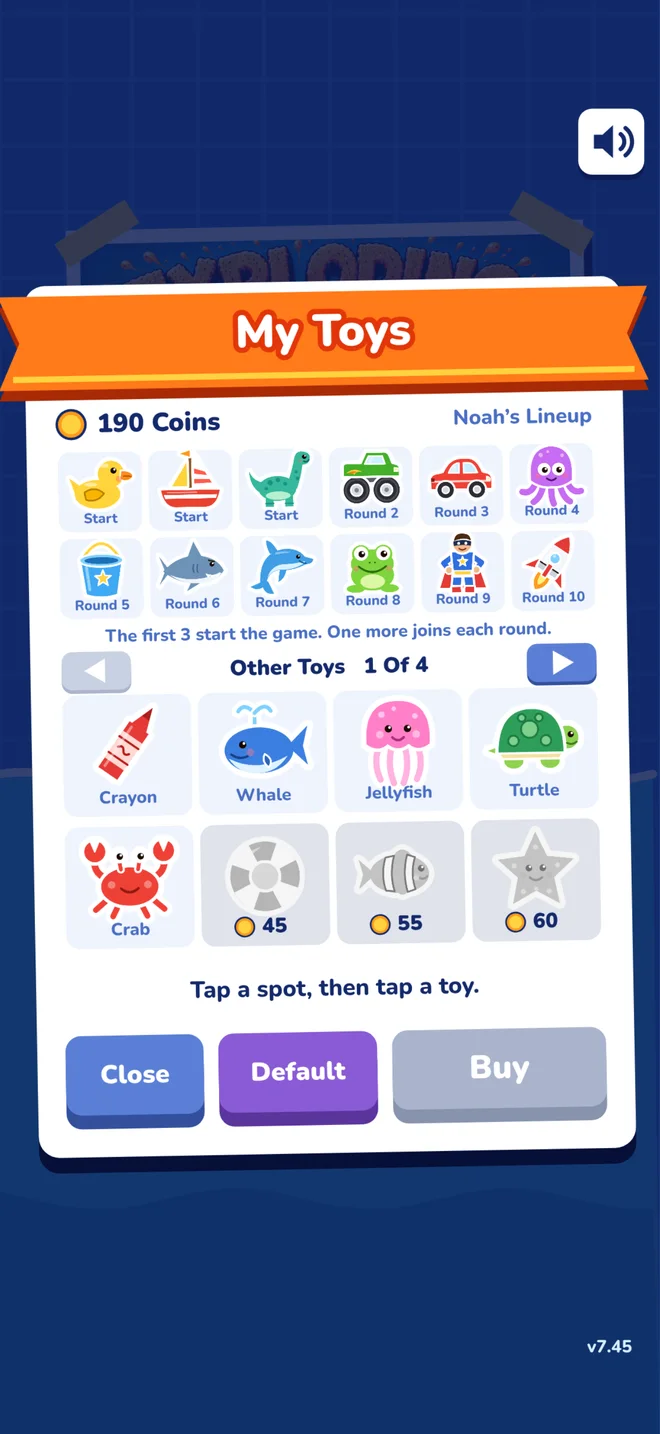 EXPLODING
My Toys
190 Coins
Noah's Lineup
Start
Start
Start
Round 2
Round 3
Round 4
Round 5
Round 6
Round 7
Round 8
Round 9
Round 10
The first 3 start the game. One more joins each round.
Other Toys 1 Of 4
Crayon
Whale
Jellyfish
Turtle
Crab
45
55
60
Tap a spot, then tap a toy.
Close
Default
Buy
v7.45